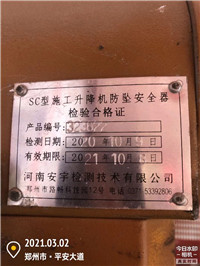 SC型施工升降机防坠安全器
检验合格证
产品编号:
检测日期: 2020年10月
有效期限: 2021年10月
河南安宇检测技术有限公司
今日水印
相机
2021.03.02
郑州市·平安大道